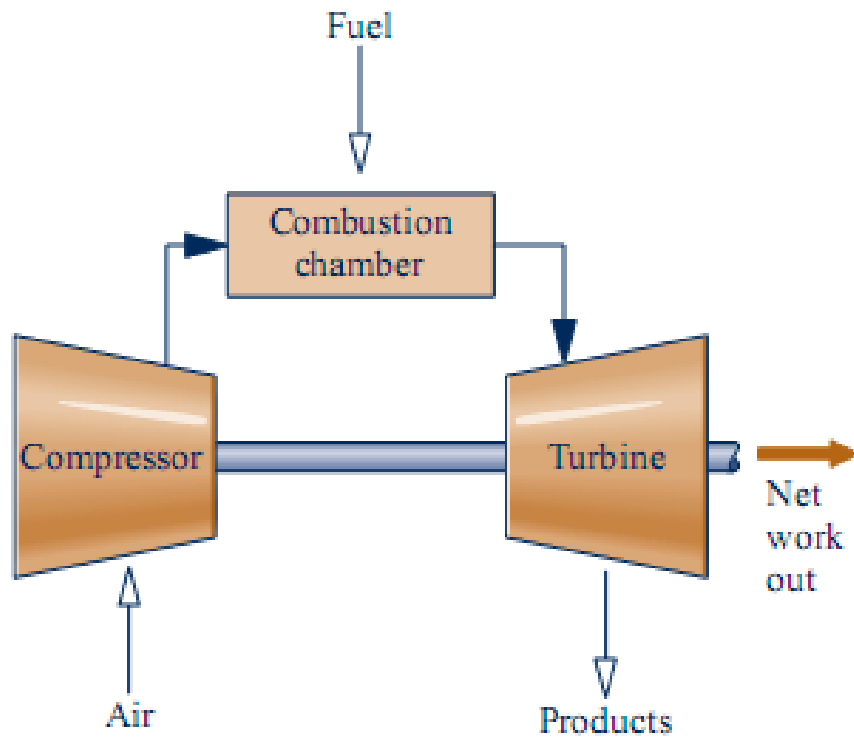 Fuel
Combustion
chamber
Compressor
Turbine
Net
work
out
Air
Products